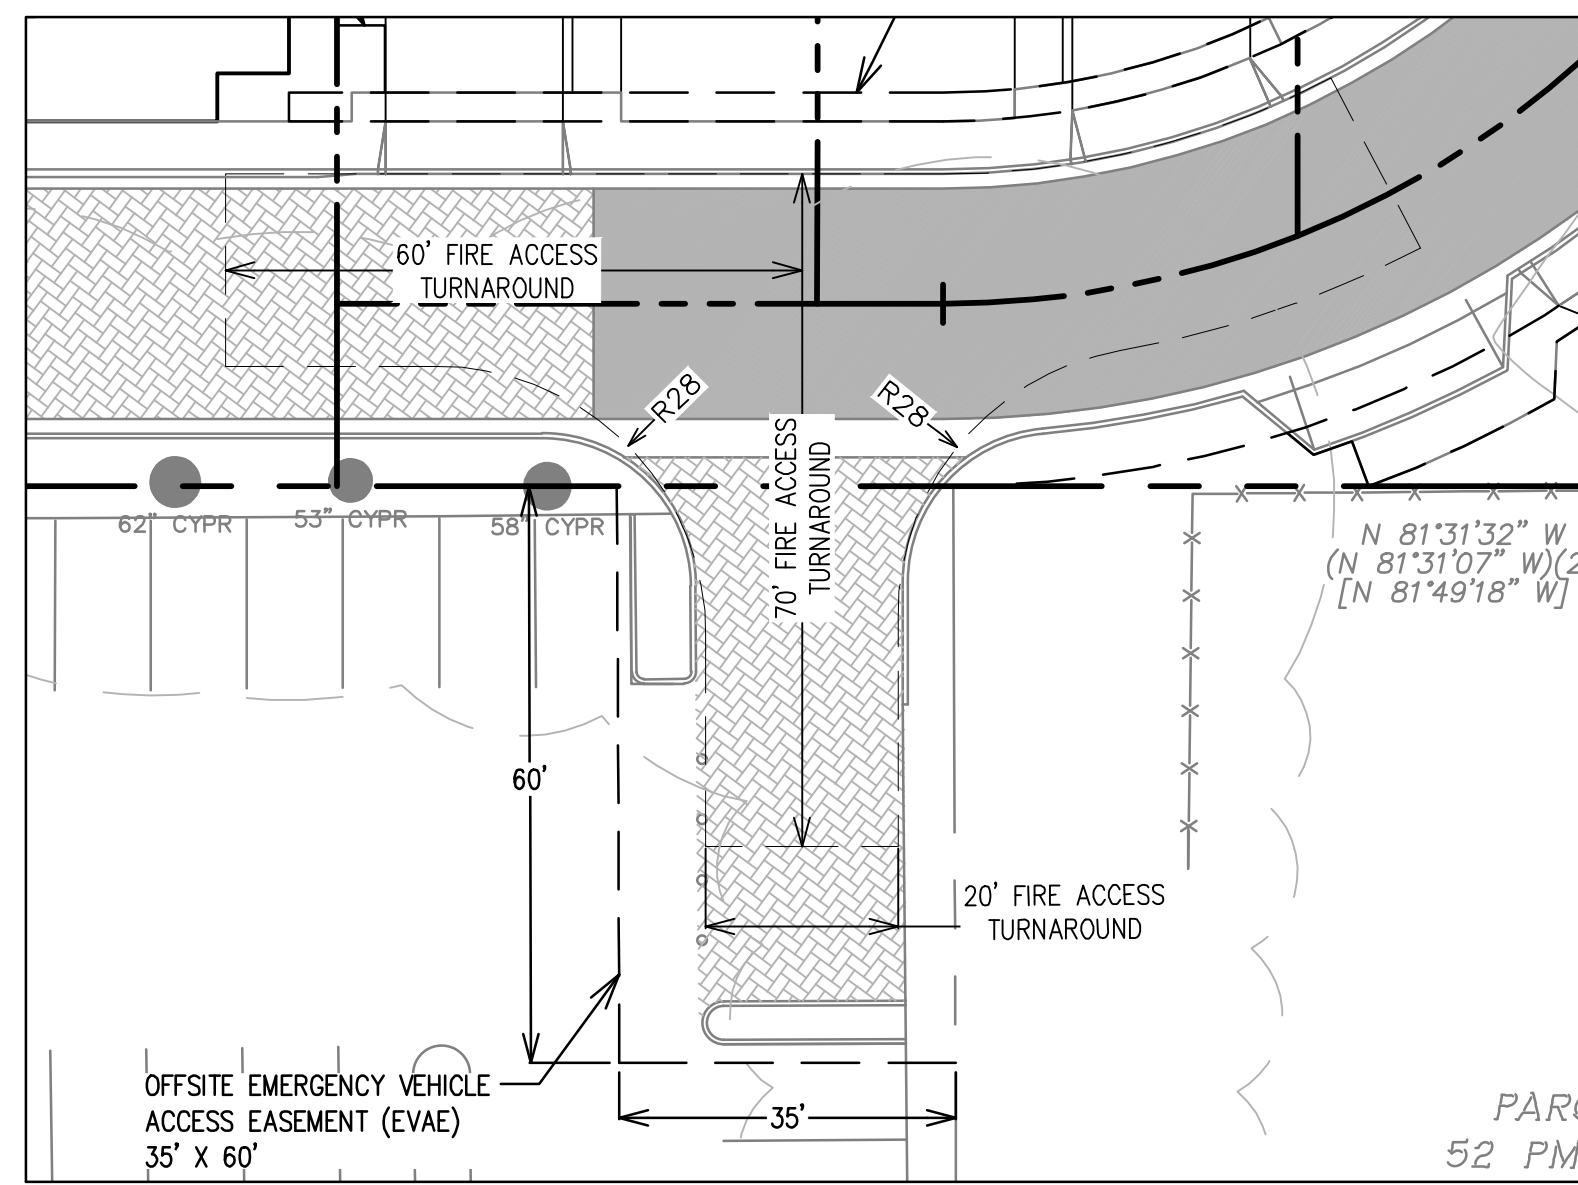 60' FIRE ACCESS
TURNAROUND
R28
R28
70' FIRE ACCESS
TURNAROUND
62" CYPR
53" CYPR
58" CYPR
N 81°31'32" W
(N 81°31'07" W)(2
[N 81°49'18" W]
60'
20' FIRE ACCESS
TURNAROUND
OFFSITE EMERGENCY VEHICLE
ACCESS EASEMENT (EVAE)
35' X 60'
35'
52 PM